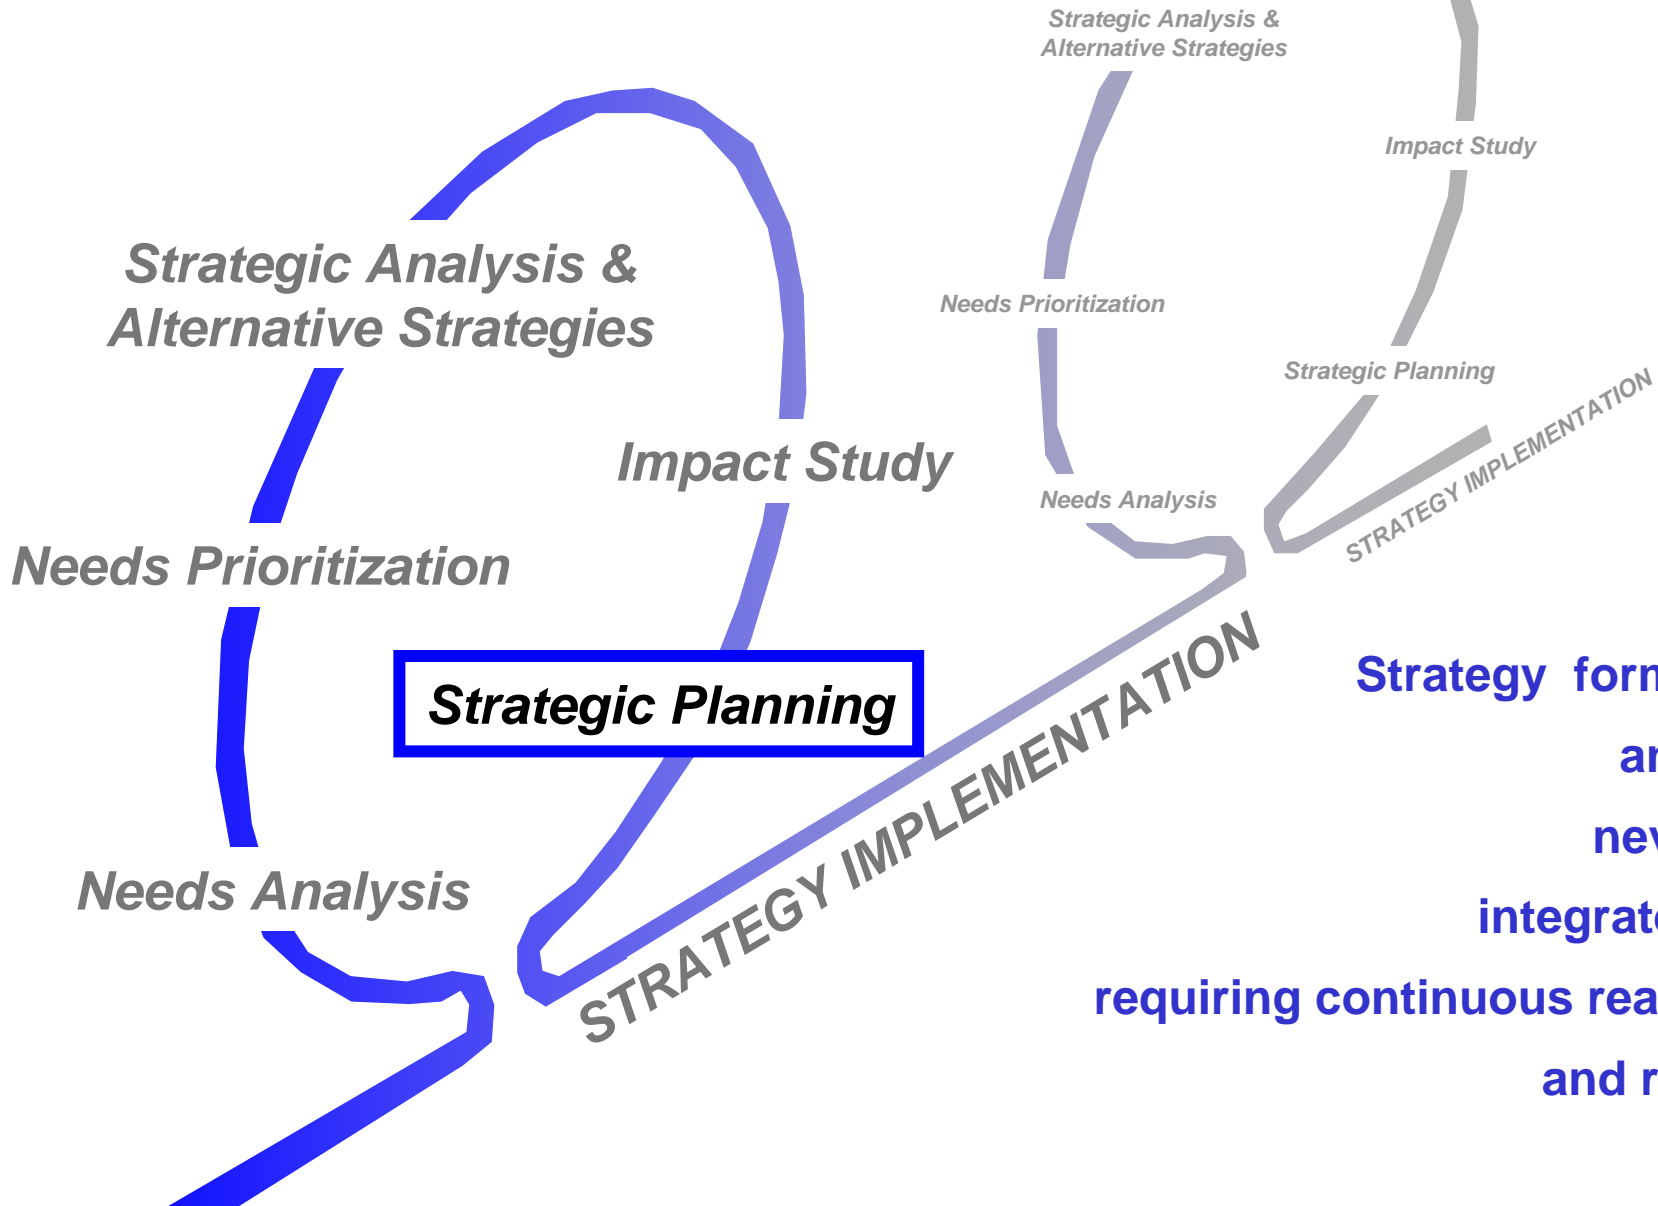 Strategic Analysis &
Alternative Strategies
Impact Study
Needs Prioritization
Strategic Planning
Needs Analysis
STRATEGY IMPLEMENTATION
Strategic Analysis &
Alternative Strategies
Impact Study
Needs Prioritization
Strategic Planning
Needs Analysis
STRATEGY IMPLEMENTATION
Strategy
requiring continuous
and